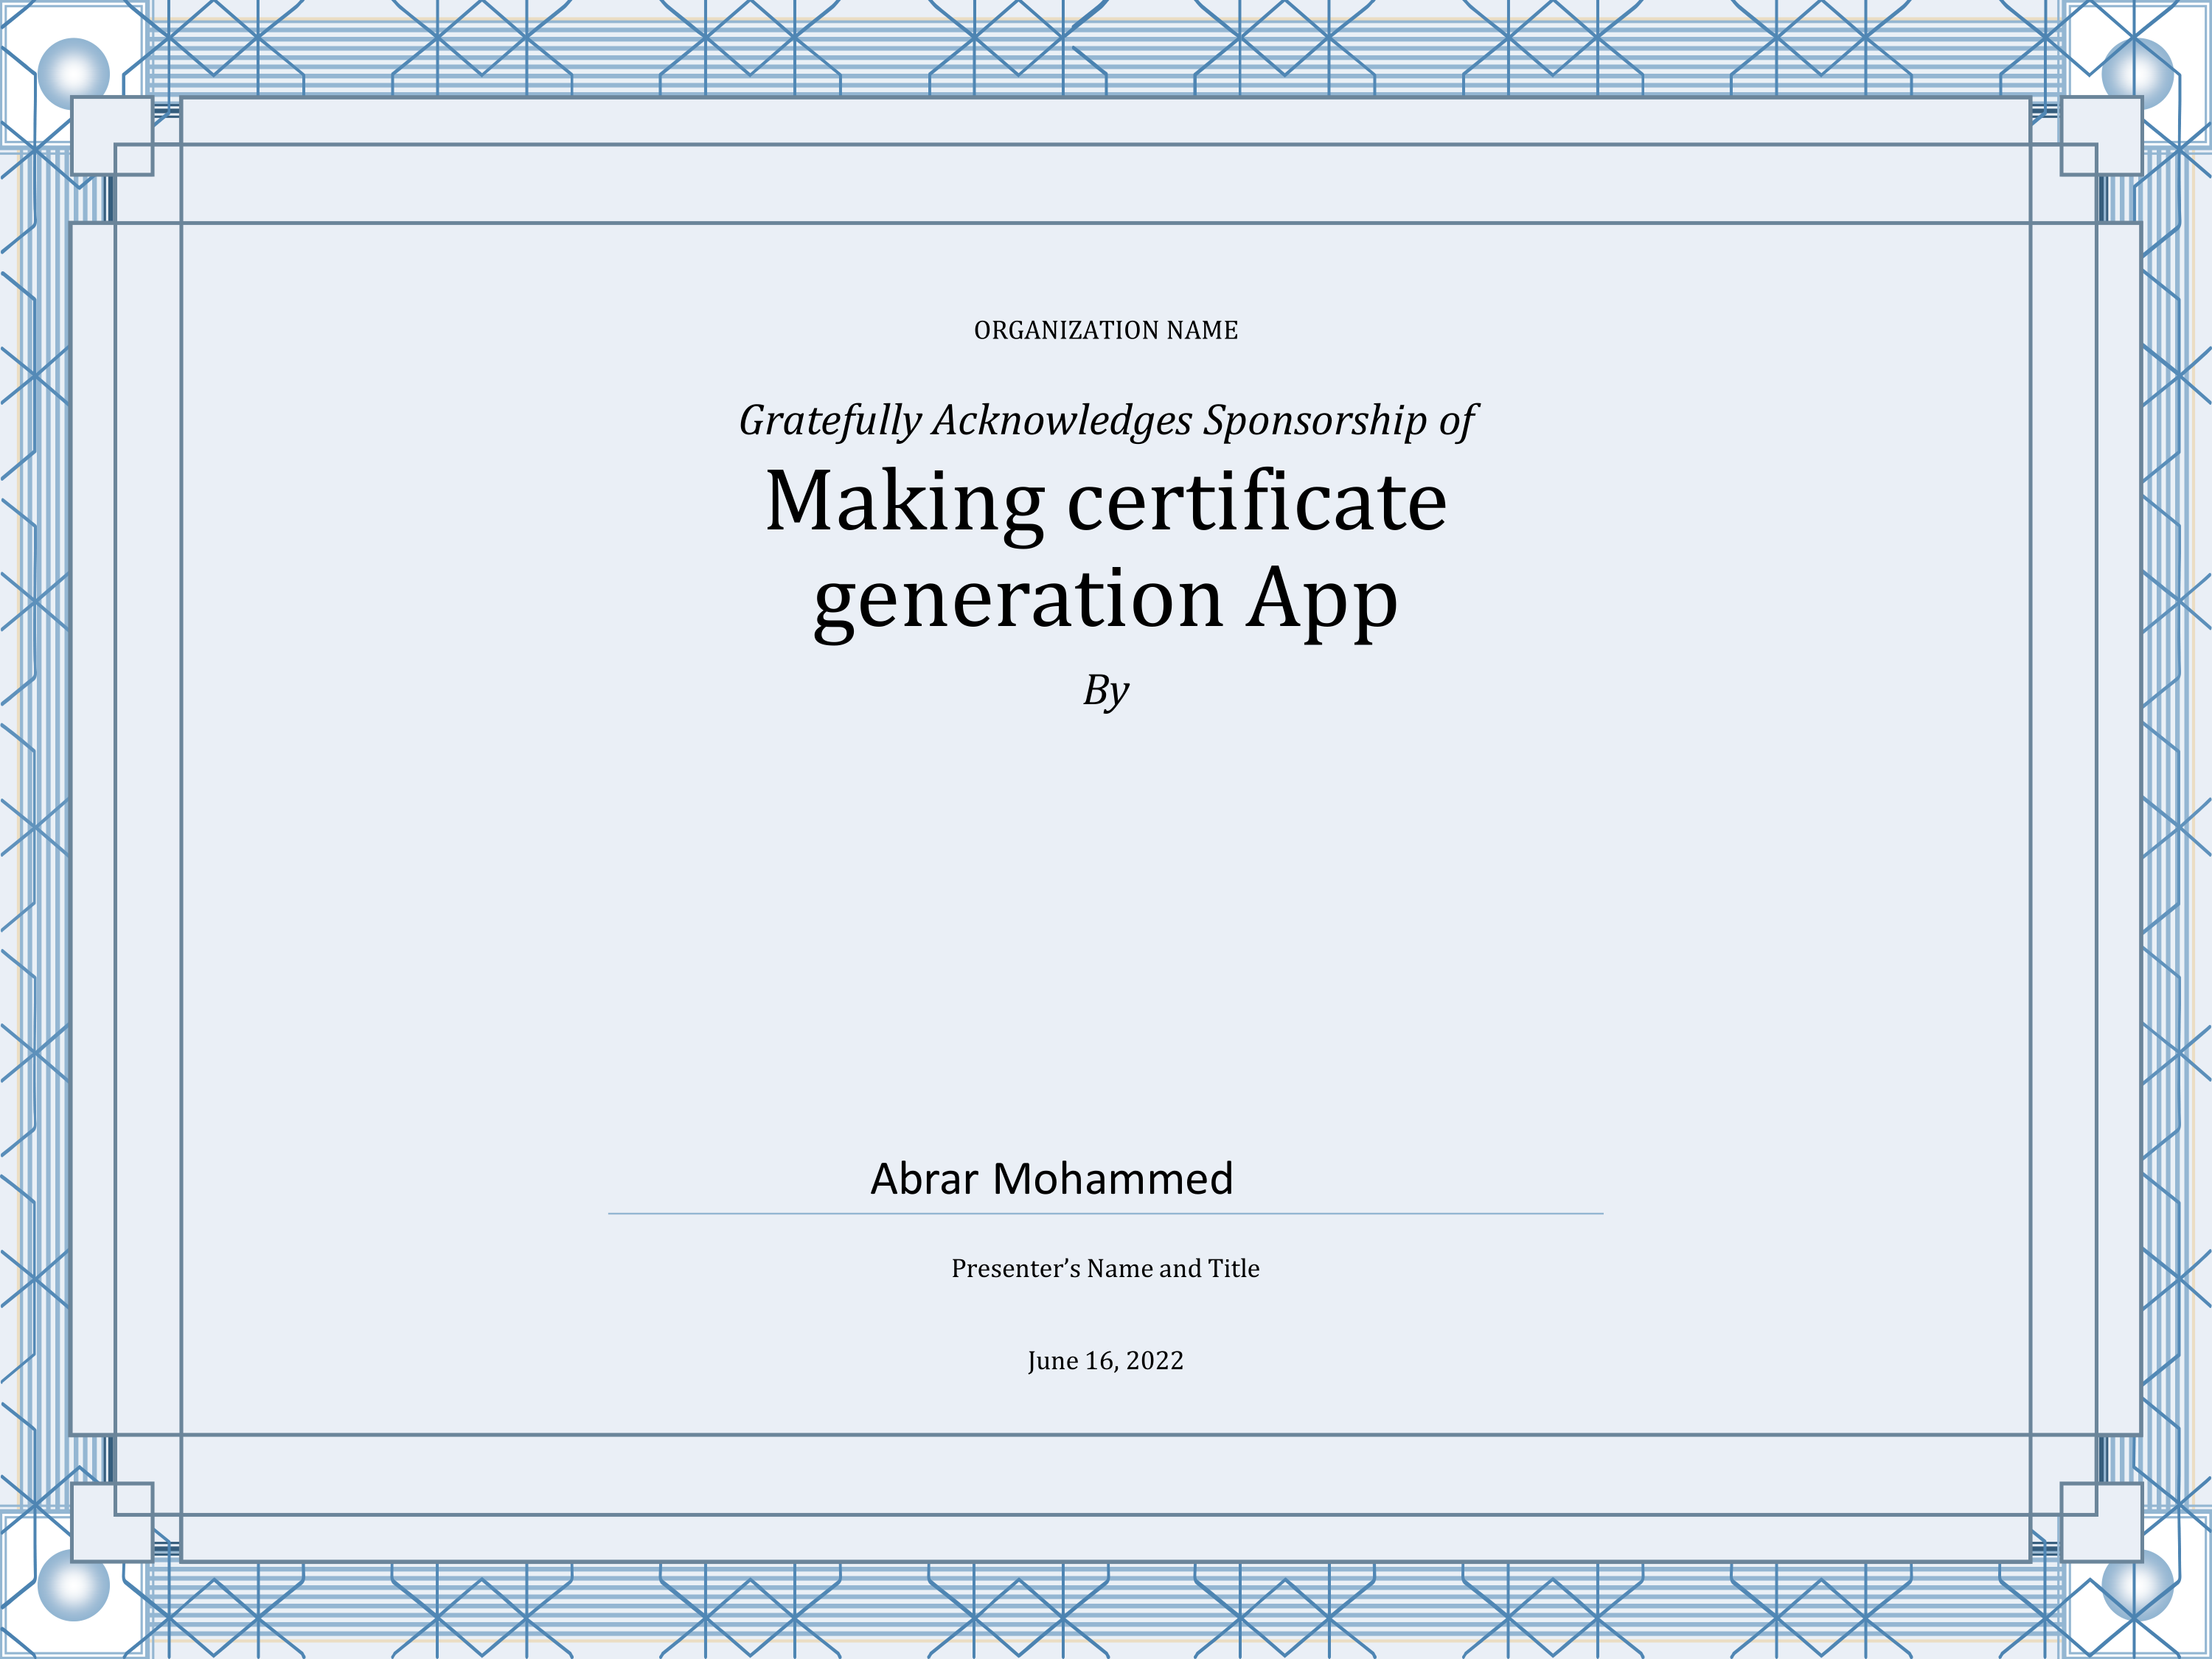 ORGANIZATION NAME
Gratefully Acknowledges Sponsorship of
Making certificate
generation App
By
Abrar Mohammed
Presenter’s Name and Title
June 16, 2022